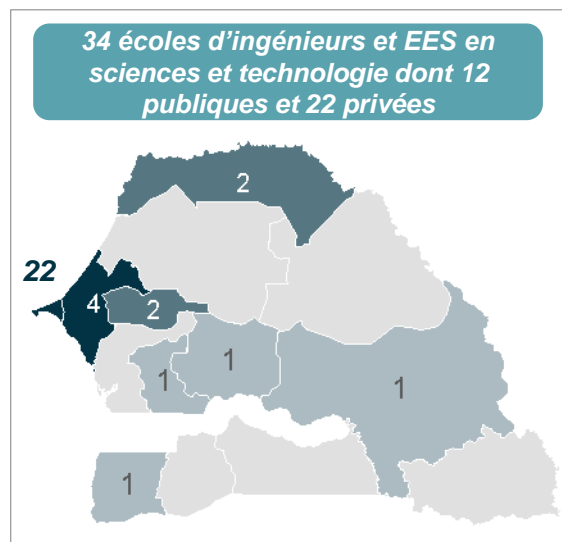 34 écoles d’ingénieurs et EES en
sciences et technologie dont 12
publiques et 22 privées
2
22
4
2
1
1
1
1